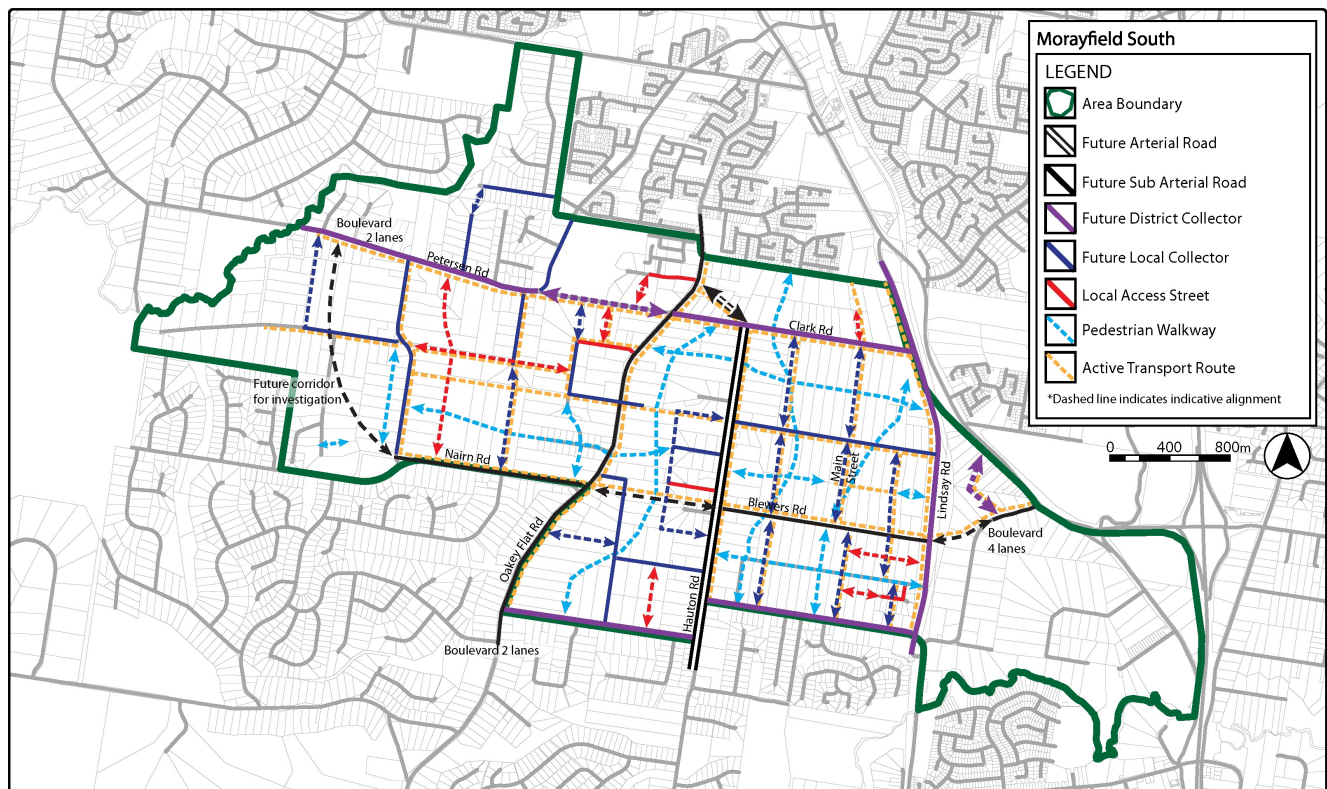 Morayfield South
LEGEND
Area Boundary
Future Arterial Road
Future Sub Arterial Road
Future District Collector
Future Local Collector
Local Access Street
Pedestrian Walkway
Active Transport Route
*Dashed line indicates indicative alignment
0 400 800m
Boulevard
2 lanes
Petersen Rd
Clark Rd
Future corridor
for investigation
Nairn Rd
Main
Street
Lindsay Rd
Blewers Rd
Boulevard
4 lanes
Oakey Flat Rd
Hauton Rd
Boulevard 2 lanes